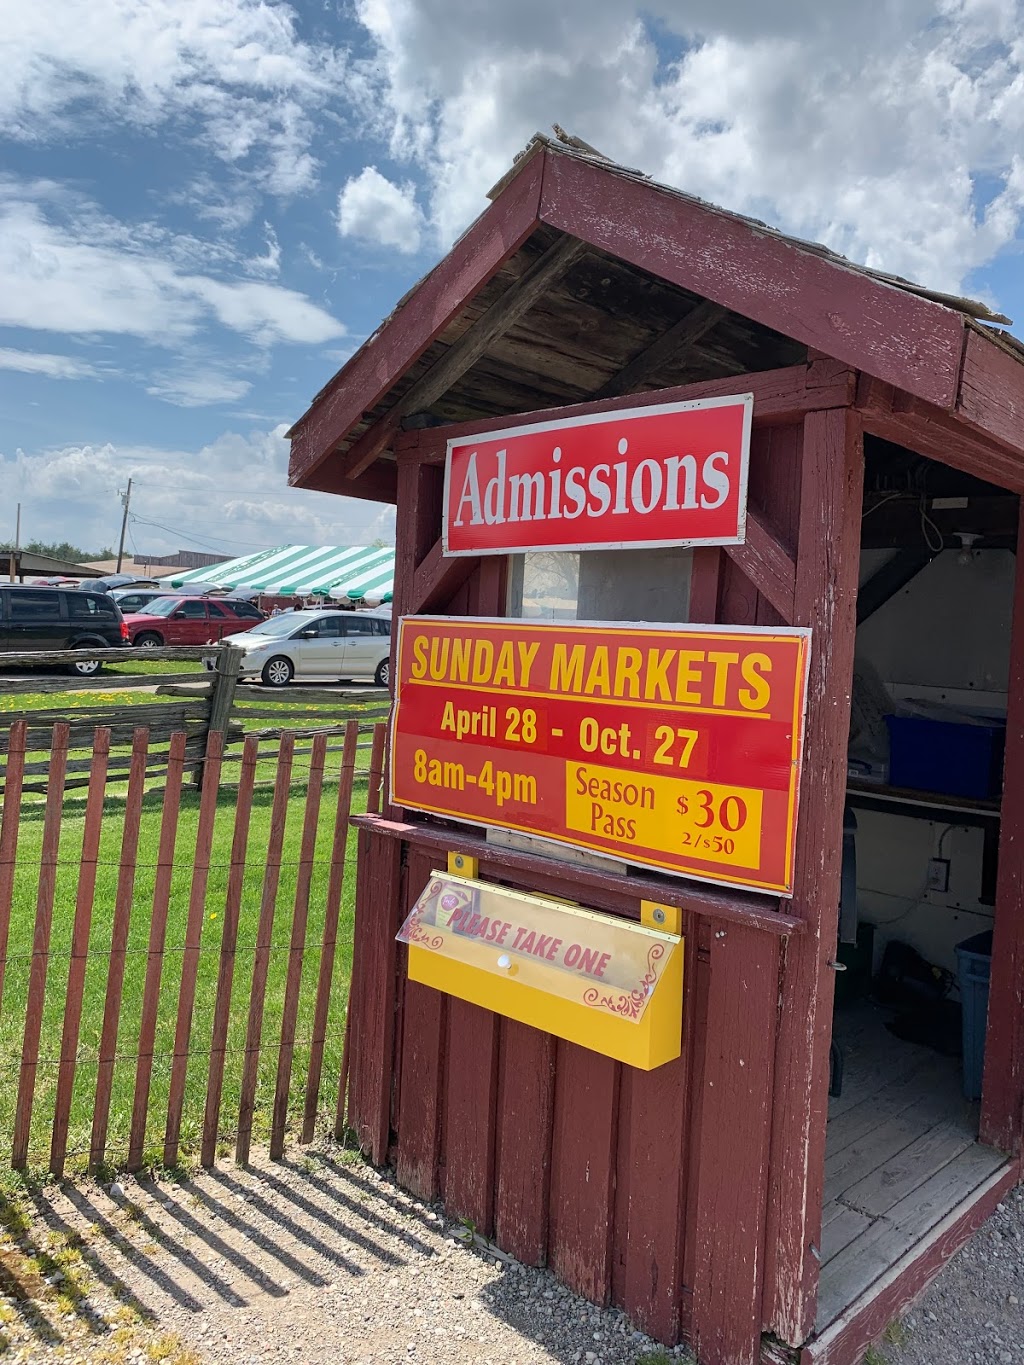 Admissions
SUNDAY MARKETS
April 28 - Oct. 27
8am-4pm
Season Pass
$30
2/$50
PLEASE TAKE ONE